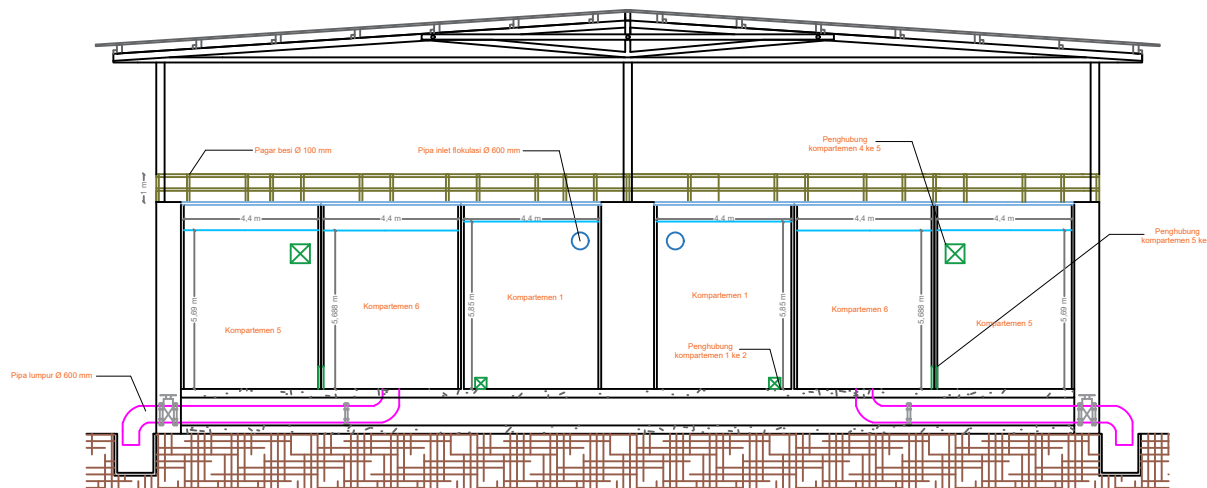 Penghubung
kompartemen 4 ke 5
Pagar besi Ø 100 mm
Pipa inlet flokulasi Ø 600 mm
1 m
4,4 m
4,4 m
4,4 m
4,4 m
4,4 m
4,4 m
Penghubung
kompartemen 5 ke
5,69 m
5,688 m
5,85 m
5,85 m
5,688 m
5,69 m
Kompartemen 5
Kompartemen 6
Kompartemen 1
Kompartemen 1
Kompartemen 6
Kompartemen 5
Penghubung
kompartemen 1 ke 2
Pipa lumpur Ø 600 mm